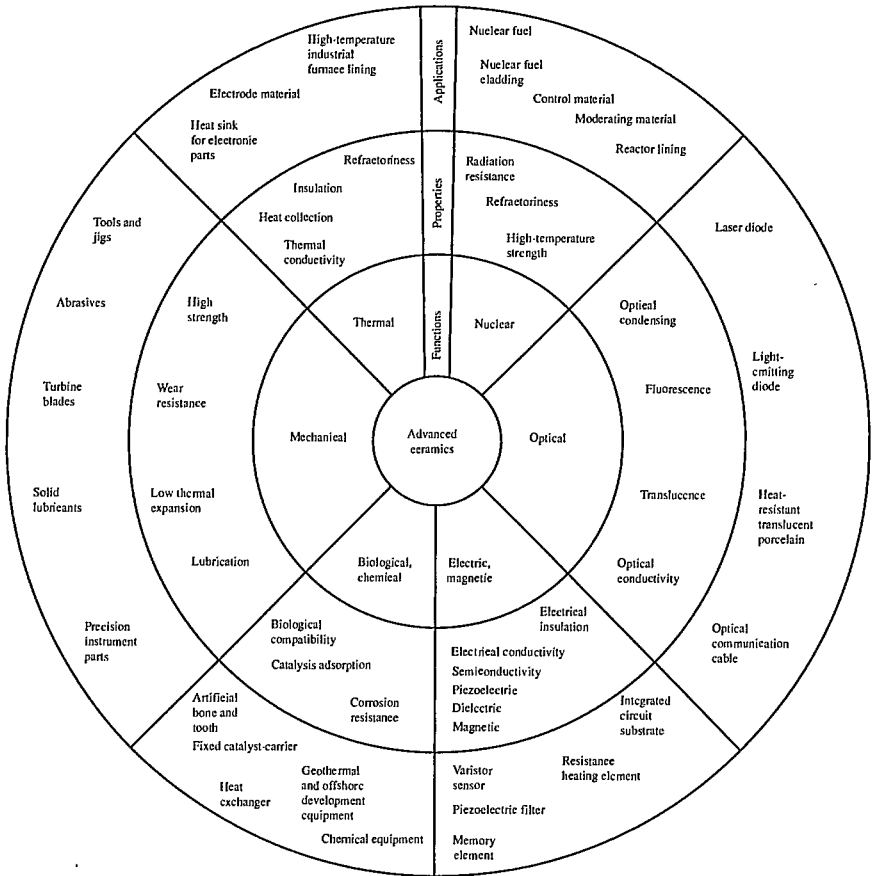 Applications
Properties
Functions
Advanced
ceramics
Thermal
Nuclear
Mechanical
Optical
Biological,
chemical
Electric,
magnetic
High-temperature
industrial
furnace lining
Electrode material
Heat sink
for electronic
parts
Refractoriness
Insulation
Heat collection
Thermal
conductivity
Nuclear fuel
Nuclear fuel
cladding
Control material
Moderating material
Reactor lining
Radiation
resistance
Refractoriness
High-temperature
strength
Laser diode
Light-
emitting
diode
Heat-
resistant
translucent
porcelain
Optical
communication
cable
Optical
condensing
Fluorescence
Translucence
Optical
conductivity
Electrical
insulation
Electrical conductivity
Semiconductivity
Piezoelectric
Dielectric
Magnetic
Integrated
circuit
substrate
Resistance
heating element
Varistor
sensor
Piezoelectric filter
Memory
element
Biological
compatibility
Catalysis adsorption
Corrosion
resistance
Artificial
bone and
tooth
Fixed catalyst-carrier
Heat
exchanger
Geothermal
and offshore
development
equipment
Chemical equipment
Tools and
jigs
Abrasives
Turbine
blades
Solid
lubricants
Precision
instrument
parts
High
strength
Wear
resistance
Low thermal
expansion
Lubrication